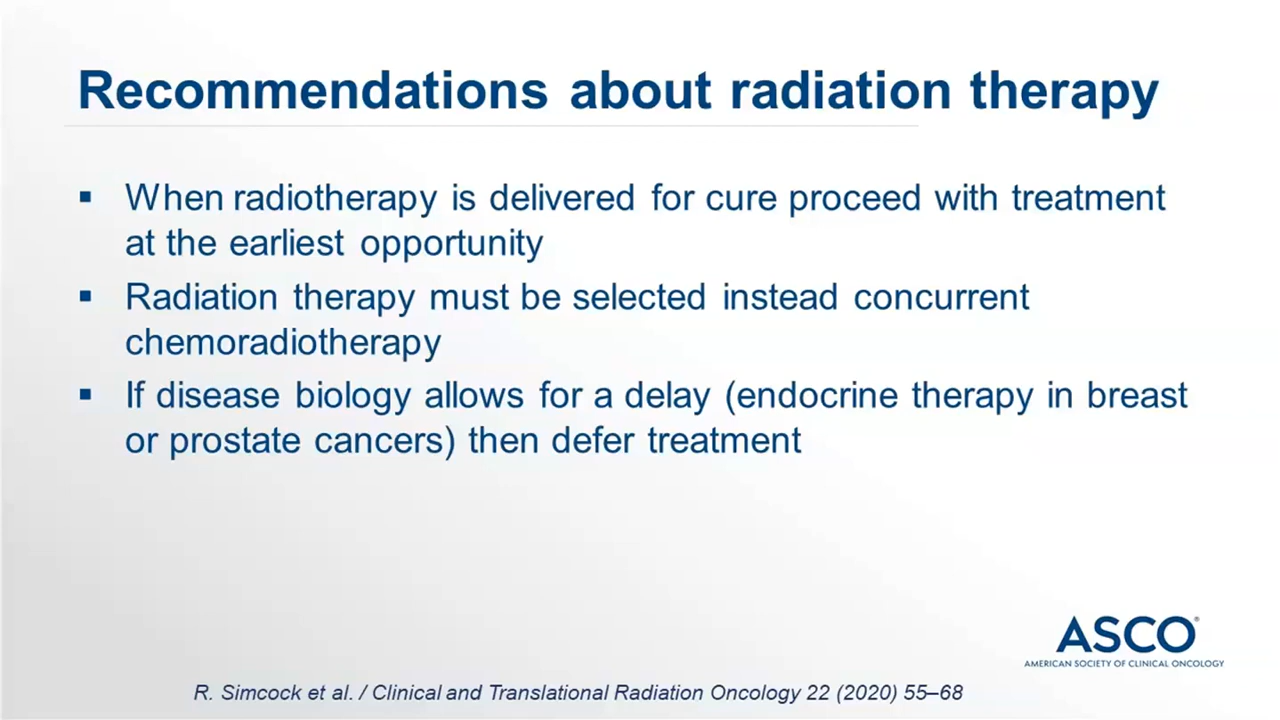 Recommendations about radiation therapy
▪ When radiotherapy is delivered for cure proceed with treatment
at the earliest opportunity
▪ Radiation therapy must be selected instead concurrent
chemoradiotherapy
▪ If disease biology allows for a delay (endocrine therapy in breast
or prostate cancers) then defer treatment
ASCO®
AMERICAN SOCIETY OF CLINICAL ONCOLOGY
R. Simcock et al. / Clinical and Translational Radiation Oncology 22 (2020) 55–68